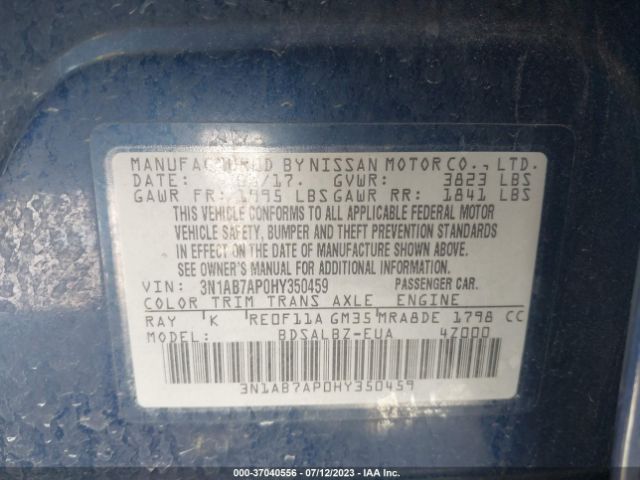 MANUFACTURED BY NISSAN MOTOR CO., LTD.
DATE: /17. GVWR: 3823 LBS
GAWR FR: 1995 LBS GAWR RR: 1841 LBS
THIS VEHICLE CONFORMS TO ALL APPLICABLE FEDERAL MOTOR
VEHICLE SAFETY, BUMPER AND THEFT PREVENTION STANDARDS
IN EFFECT ON THE DATE OF MANUFACTURE SHOWN ABOVE.
SEE OWNER'S MANUAL FOR ADDITIONAL INFORMATION.
VIN: 3N1AB7AP0HY350459 PASSENGER CAR.
COLOR TRIM TRANS AXLE ENGINE
RAY K RE0F11A GM35 MRA8DE 1798 CC
MODEL: BDSALBZ-EUA 4Z000
3N1AB7AP0HY350459
000-37040556 / 07/12/2023 / IAA Inc.